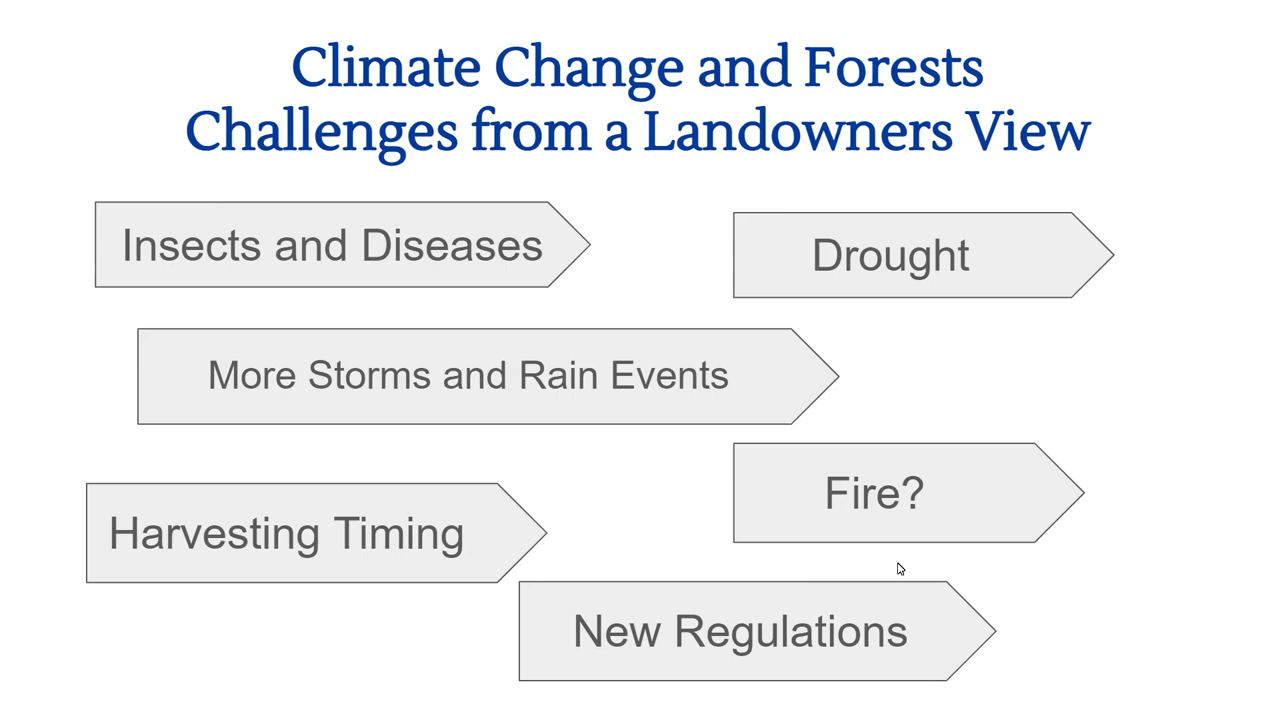 Climate Change and Forests
Challenges from a Landowners View
Insects and Diseases
Drought
More Storms and Rain Events
Fire?
Harvesting Timing
New Regulations